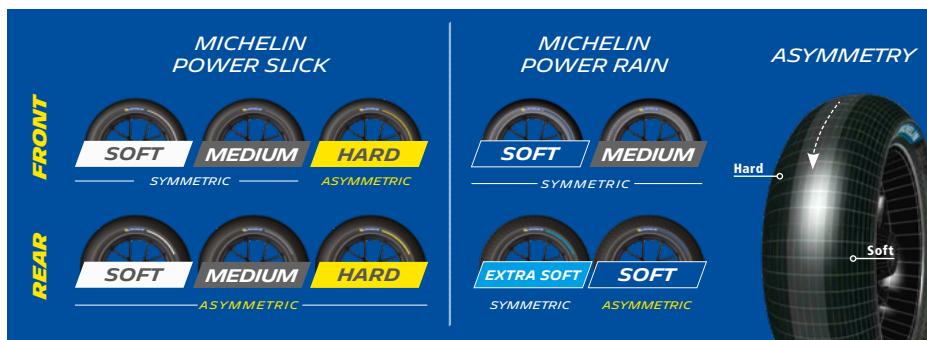 MICHELIN
POWER SLICK
MICHELIN
POWER RAIN
ASYMMETRY
FRONT
SOFT
MEDIUM
HARD
SYMMETRIC
ASYMMETRIC
SOFT
MEDIUM
SYMMETRIC
REAR
SOFT
MEDIUM
HARD
ASYMMETRIC
EXTRA SOFT
SOFT
SYMMETRIC
ASYMMETRIC
Hard
Soft